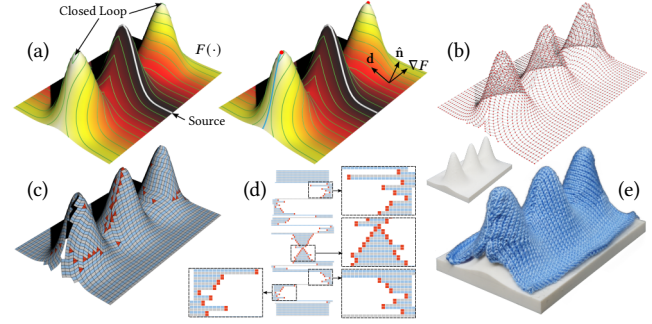 Closed Loop
(a)
F(·)
Source
d
n̂
∇F
(b)
(c)
(d)
(e)